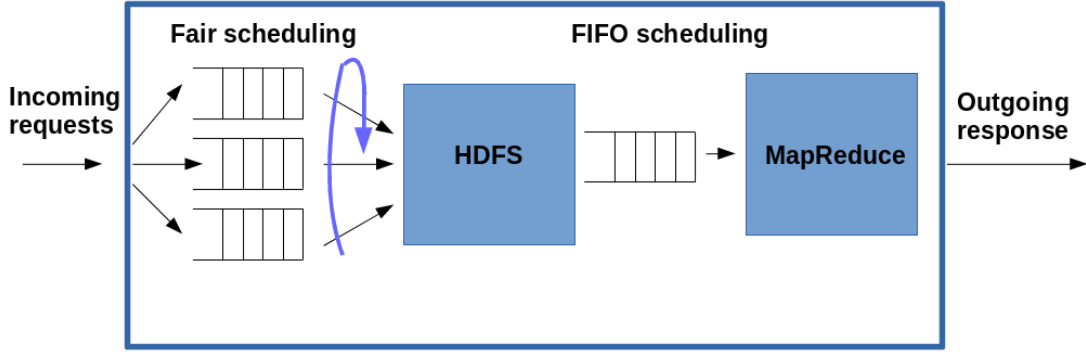 Fair scheduling
FIFO scheduling
Incoming
requests
HDFS
MapReduce
Outgoing
response